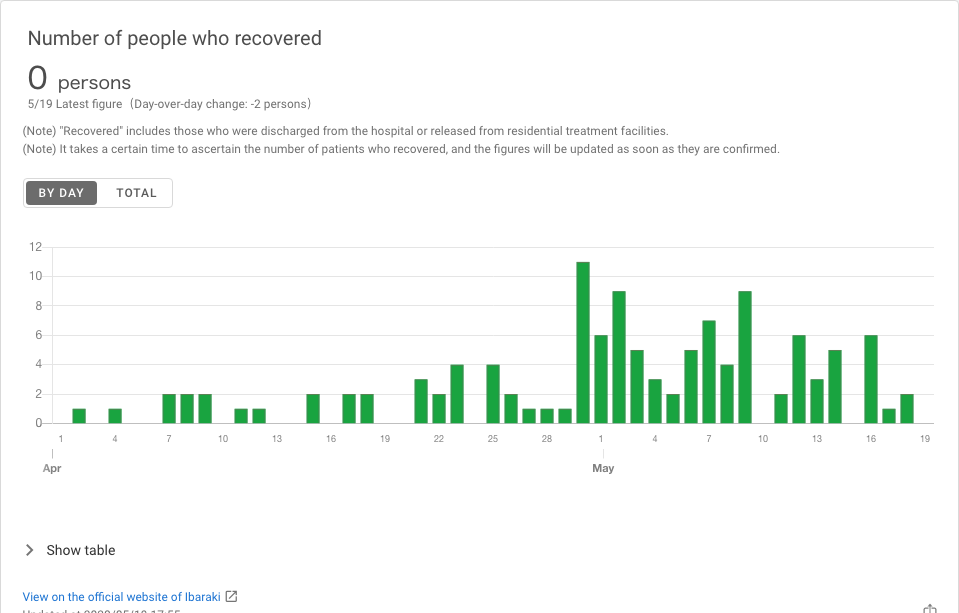 Number of people who recovered
0 persons
5/19 Latest figure（Day-over-day change: -2 persons）
(Note) "Recovered" includes those who were discharged from the hospital or released from residential treatment facilities.
(Note) It takes a certain time to ascertain the number of patients who recovered, and the figures will be updated as soon as they are confirmed.
BY DAY TOTAL
12
10
8
6
4
2
0
1 4 7 10 13 16 19 22 25 28 1 4 7 10 13 16 19
Apr May
Show table
View on the official website of Ibaraki
Updated at